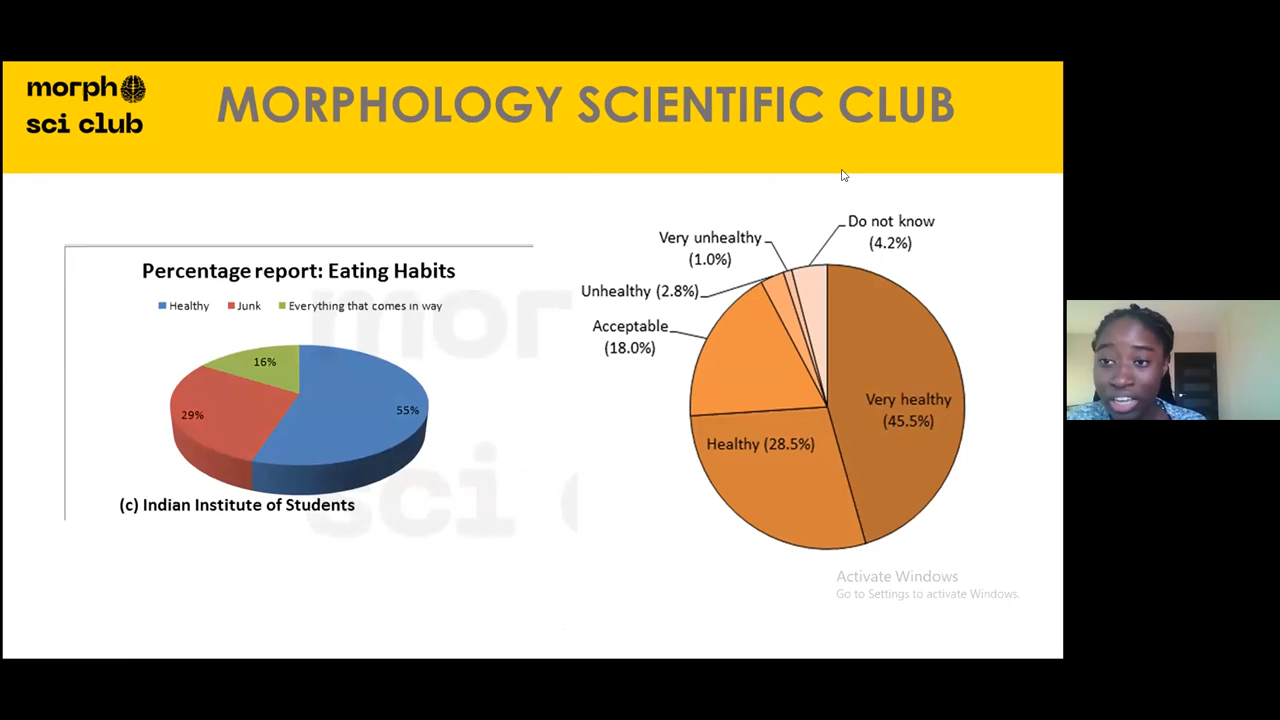 morph
sci club
MORPHOLOGY SCIENTIFIC CLUB
Percentage report: Eating Habits
Healthy Junk Everything that comes in way
16%
29%
55%
(c) Indian Institute of Students
mor
sci c
Do not know
(4.2%)
Very unhealthy
(1.0%)
Unhealthy (2.8%)
Acceptable
(18.0%)
Very healthy
(45.5%)
Healthy (28.5%)
Activate Windows
Go to Settings to activate Windows.